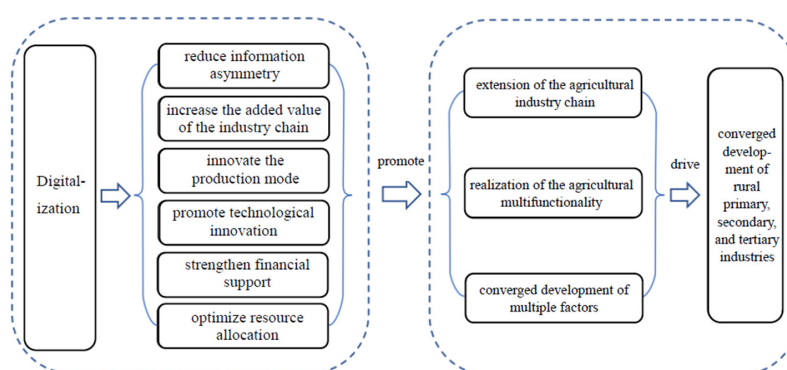 Digital-
ization
reduce information
asymmetry
increase the added value
of the industry chain
innovate the
production mode
promote technological
innovation
strengthen financial
support
optimize resource
allocation
promote
extension of the agricultural
industry chain
realization of the agricultural
multifunctionality
converged development of
multiple factors
drive
converged
develop-
ment of
rural
primary,
secondary,
and tertiary
industries